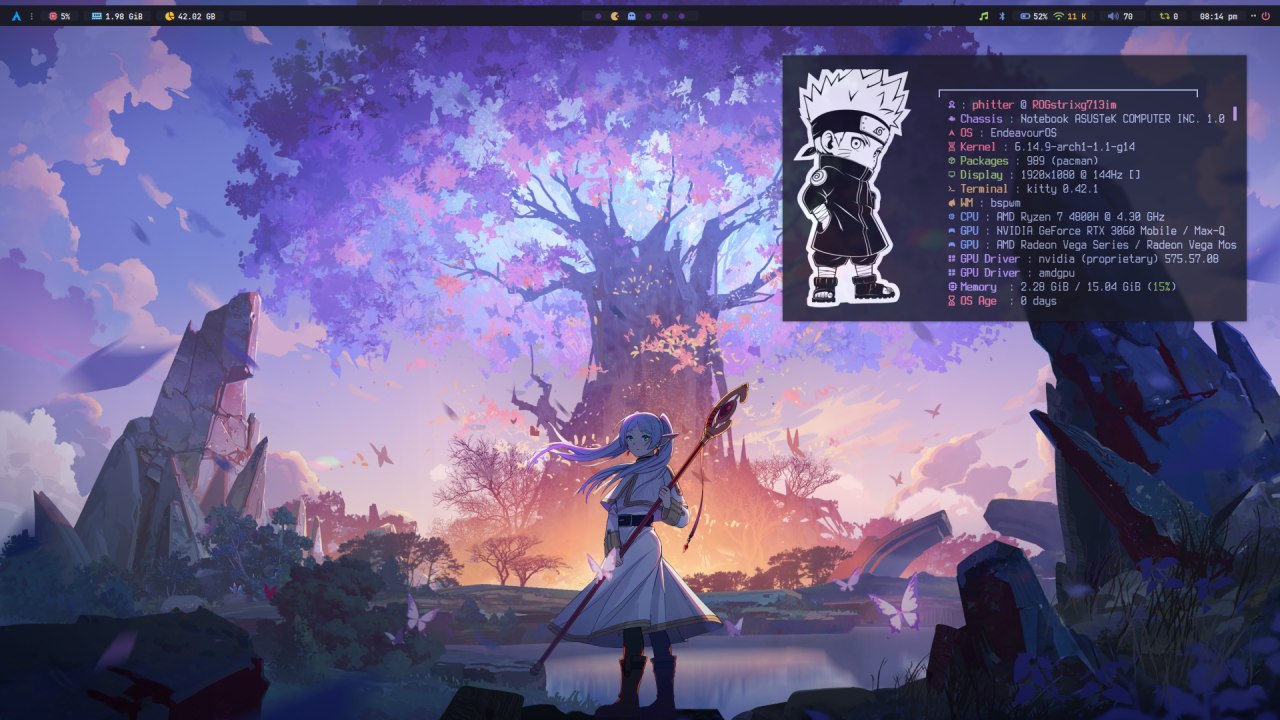 5% 1.98 GiB 42.02 GB 52% 11 K 70 0 08:14 pm
: phitter @ ROGstrixg713im
Chassis : Notebook ASUSTeK COMPUTER INC. 1.0
OS : EndeavourOS
Kernel : 6.14.9-arch1-1.1-g14
Packages : 989 (pacman)
Display : 1920x1080 @ 144Hz []
Terminal : kitty 0.42.1
WM : bspwm
CPU : AMD Ryzen 7 4800H @ 4.30 GHz
GPU : NVIDIA GeForce RTX 3060 Mobile / Max-Q
GPU : AMD Radeon Vega Series / Radeon Vega Mos
GPU Driver : nvidia (proprietary) 575.57.08
GPU Driver : amdgpu
Memory : 2.28 GiB / 15.04 GiB (15%)
OS Age : 0 days